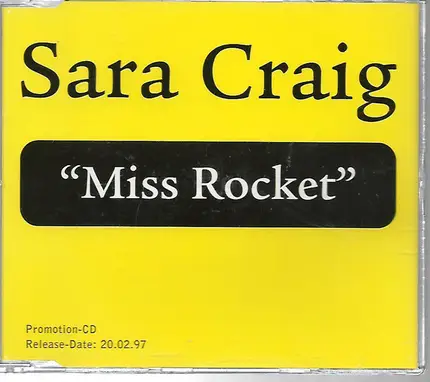 Sara Craig
“Miss Rocket”
Promotion-CD
Release-Date: 20.02.97